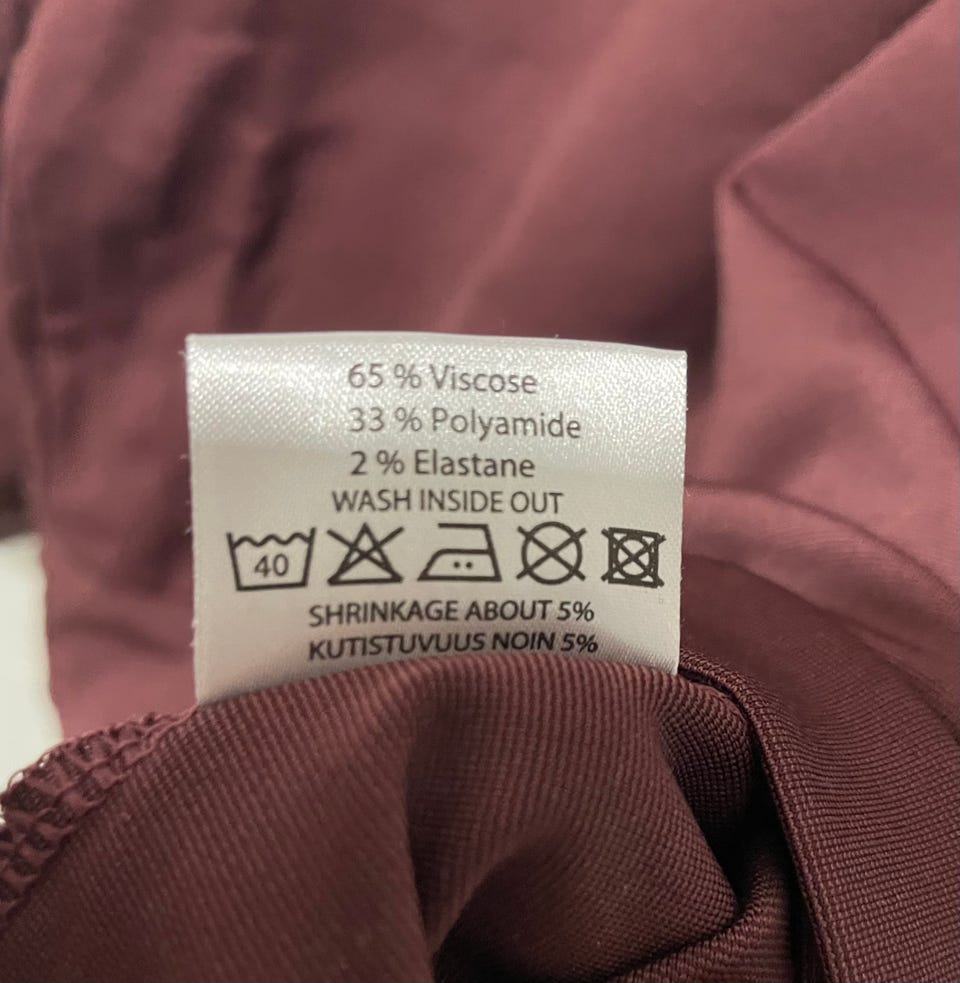 65 % Viscose
33 % Polyamide
2 % Elastane
WASH INSIDE OUT
40
SHRINKAGE ABOUT 5%
KUTISTUVUUS NOIN 5%